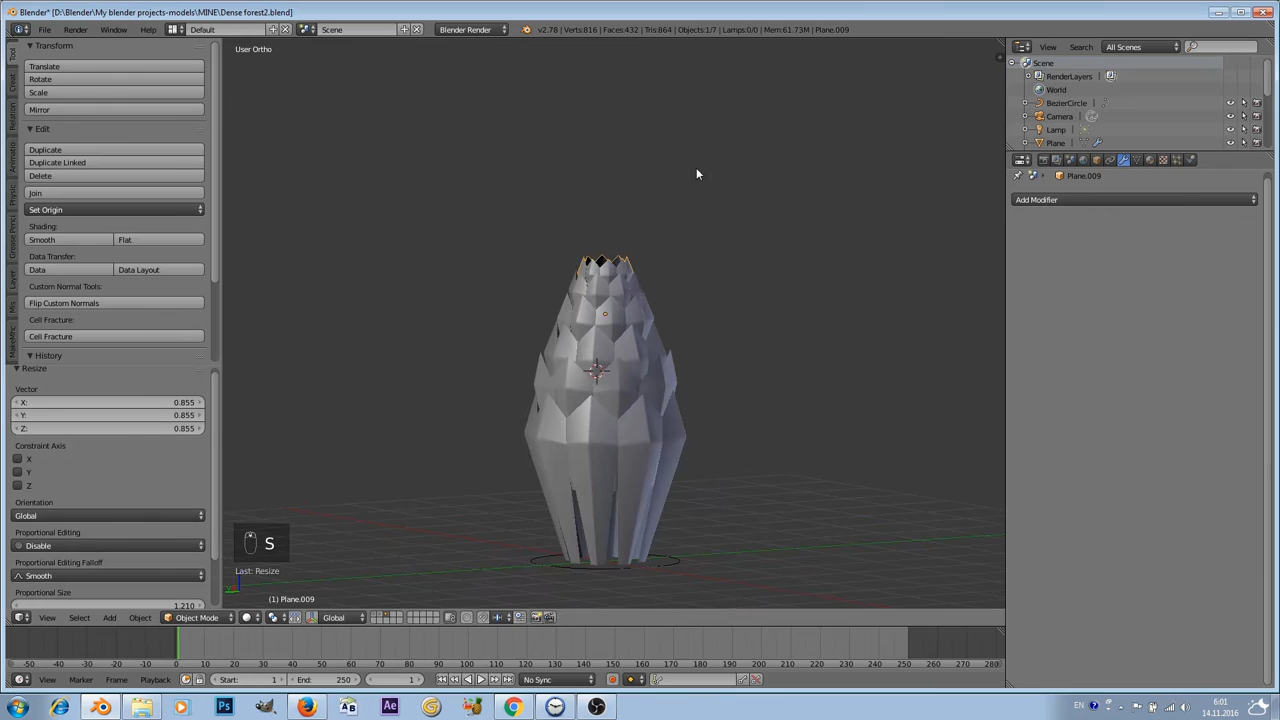 Blender* [D:\Blender\My blender projects-models\MINE\Dense forest2.blend]
File Render Window Help Default Scene Blender Render v2.78 | Verts:816 | Faces:432 | Tris:864 | Objects:1/7 | Lamps:0/0 | Mem:61.73M | Plane.009
Transform
Translate
Rotate
Scale
Mirror
Edit
Duplicate
Duplicate Linked
Delete
Join
Set Origin
Shading:
Smooth Flat
Data Transfer:
Data Data Layout
Custom Normal Tools:
Flip Custom Normals
Cell Fracture:
Cell Fracture
History
Resize
Vector
X: 0.855
Y: 0.855
Z: 0.855
Constraint Axis
X
Y
Z
Orientation
Global
Proportional Editing
Disable
Proportional Editing Falloff
Smooth
Proportional Size
1.210
Tool
Creat
Relation
Animatio
Physic
Grease Penci
Layer
Mis
User Ortho
S
Last: Resize
(1) Plane.009
View Select Add Object Object Mode Global
View Search All Scenes
Scene
RenderLayers
World
BezierCircle
Camera
Lamp
Plane
Plane.009
Add Modifier
-50 -40 -30 -20 -10 0 10 20 30 40 50 60 70 80 90 100 110 120 130 140 150 160 170 180 190 200 210 220 230 240 250 260 270 280
View Marker Frame Playback Start: 1 End: 250 1 No Sync
EN 6:01
14.11.2016